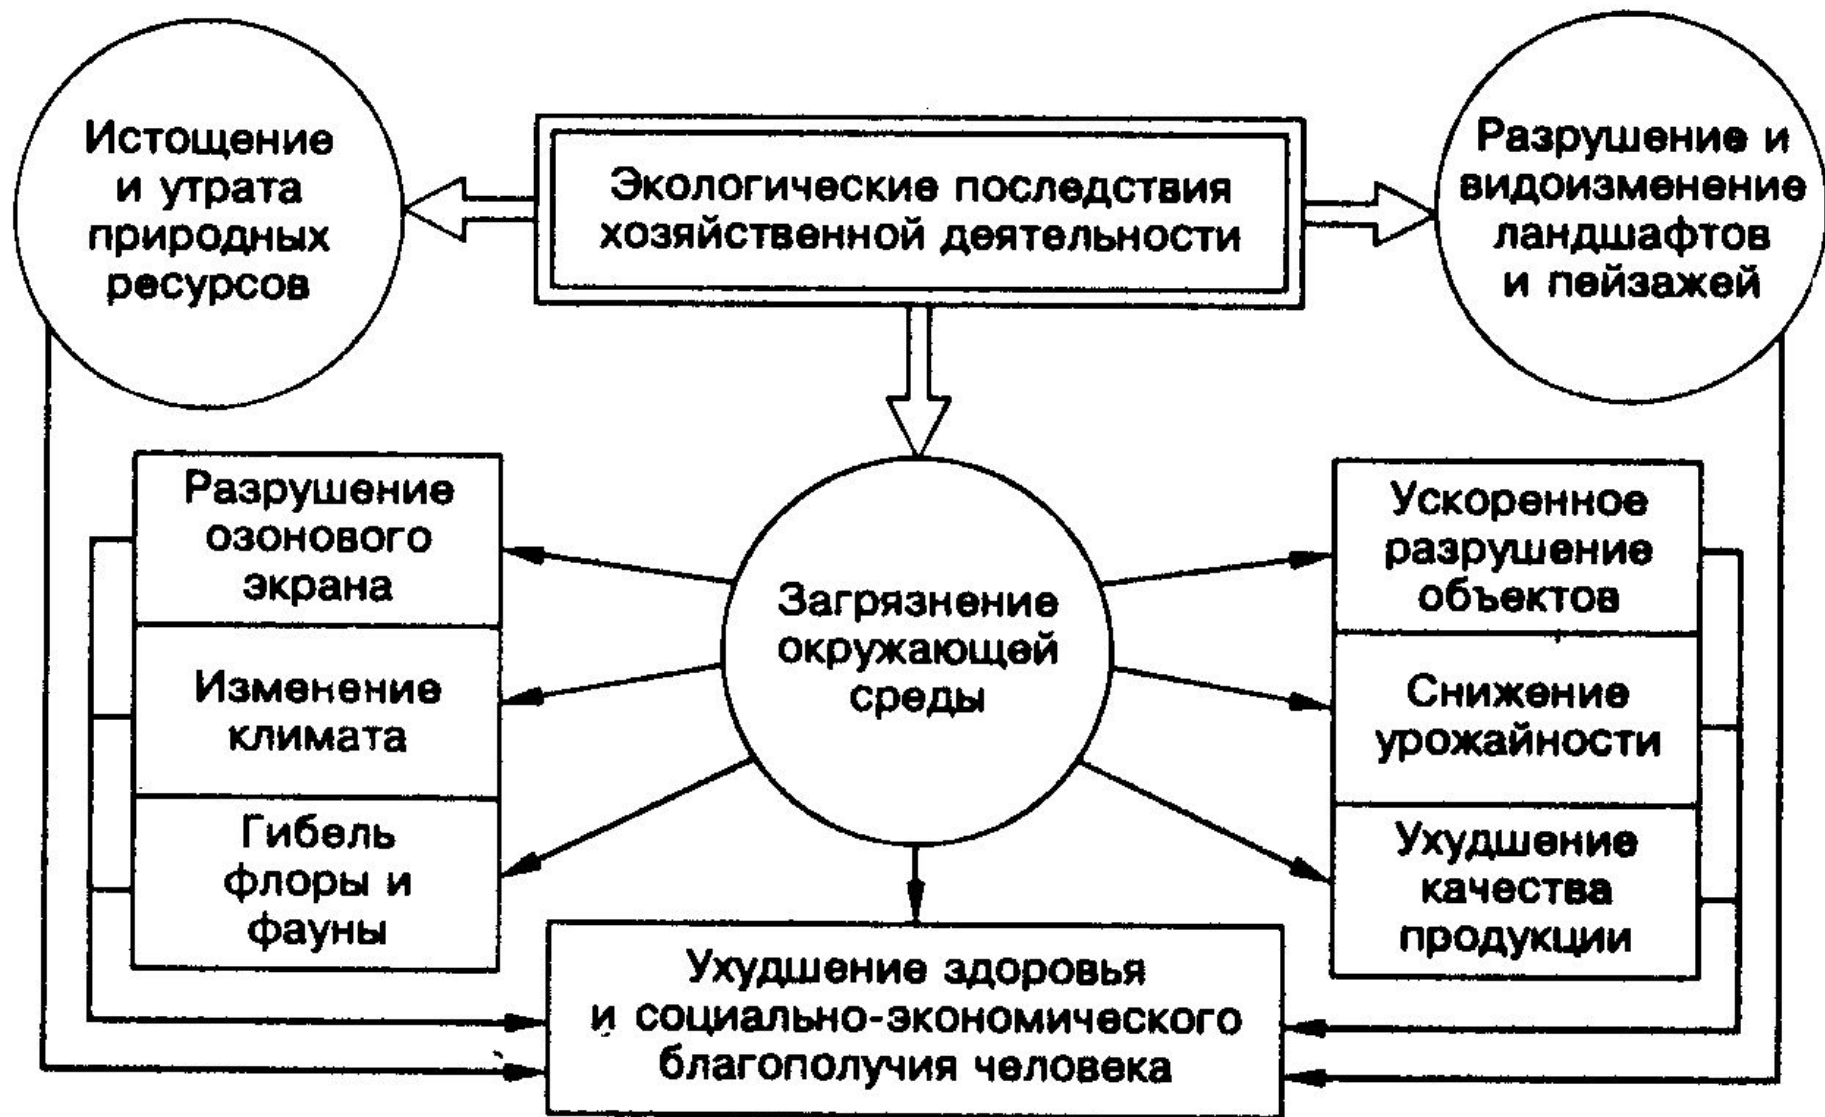 Истощение
и утрата
природных
ресурсов
Экологические последствия
хозяйственной деятельности
Разрушение и
видоизменение
ландшафтов
и пейзажей
Разрушение
озонового
экрана
Изменение
климата
Гибель
флоры и
фауны
Загрязнение
окружающей
среды
Ускоренное
разрушение
объектов
Снижение
урожайности
Ухудшение
качества
продукции
Ухудшение здоровья
и социально-экономического
благополучия человека